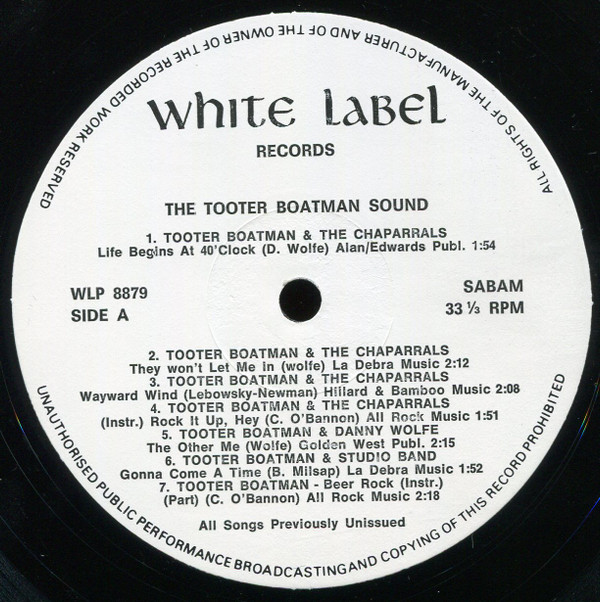 ALL RIGHTS OF THE MANUFACTURER AND OF THE OWNER OF THE RECORDED WORK RESERVED
White Label
RECORDS
THE TOOTER BOATMAN SOUND
1. TOOTER BOATMAN & THE CHAPARRALS
Life Begins At 40'Clock (D. Wolfe) Alan/Edwards Publ. 1:54
WLP 8879
SIDE A
SABAM
33 ⅓ RPM
2. TOOTER BOATMAN & THE CHAPARRALS
They won't Let Me in (wolfe) La Debra Music 2:12
3. TOOTER BOATMAN & THE CHAPARRALS
Wayward Wind (Lebowsky-Newman) Hillard & Bamboo Music 2:08
4. TOOTER BOATMAN & THE CHAPARRALS
(Instr.) Rock It Up, Hey (C. O'Bannon) All Rock Music 1:51
5. TOOTER BOATMAN & DANNY WOLFE
The Other Me (Wolfe) Golden West Publ. 2:15
6. TOOTER BOATMAN & STUDIO BAND
Gonna Come A Time (B. Milsap) La Debra Music 1:52
7. TOOTER BOATMAN - Beer Rock (Instr.)
(Part) (C. O'Bannon) All Rock Music 2:18
All Songs Previously Unissued
UNAUTHORISED PUBLIC PERFORMANCE BROADCASTING AND COPYING OF THIS RECORD PROHIBITED